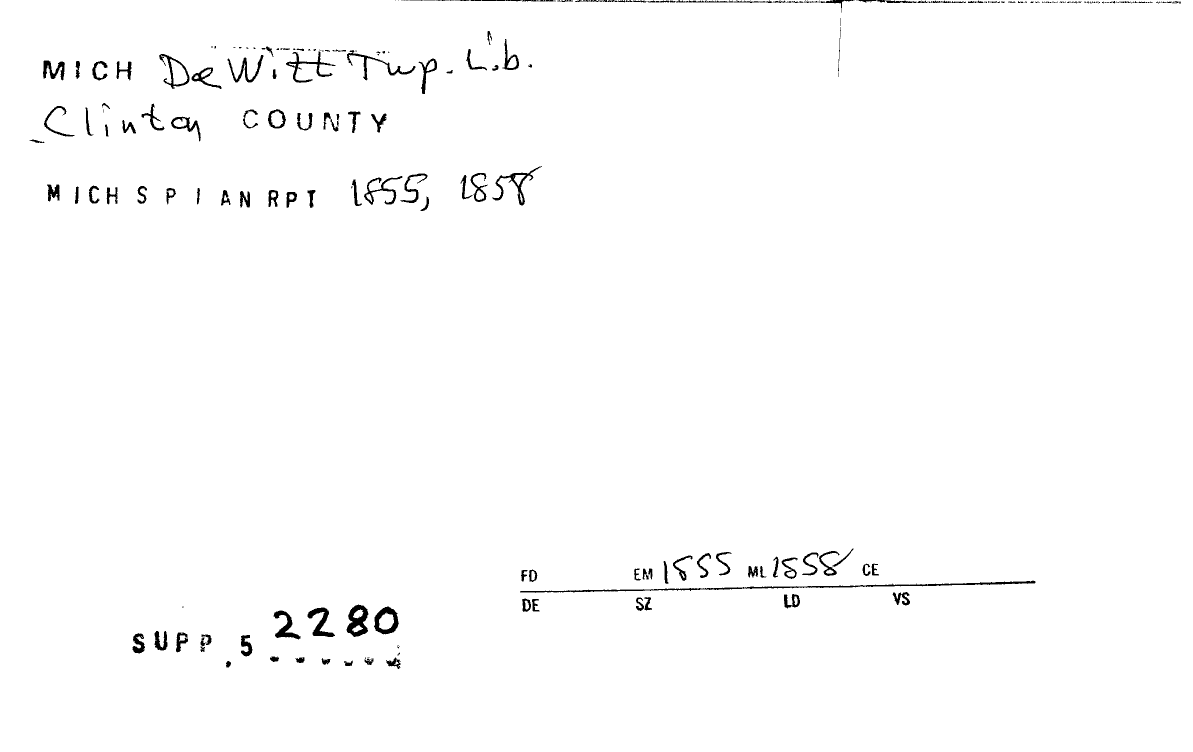 MICH DeWitt Twp. Lib.
Clinton COUNTY
MICH S P I AN RPT 1855, 1858
FD EM 1855 ML 1858 CE
DE SZ LD VS
SUPP. 5 2280